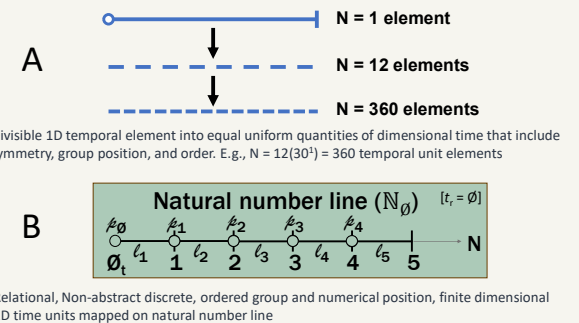 N = 1 element
A
N = 12 elements
N = 360 elements
ivisible 1D temporal element into equal uniform quantities of dimensional time that include
ymmetry, group position, and order. E.g., N = 12(30¹) = 360 temporal unit elements
B
Natural number line (ℕ∅) [tᵣ = ∅]
𝓅∅ 𝓅1 𝓅2 𝓅3 𝓅4
ℓ1 ℓ2 ℓ3 ℓ4 ℓ5 N
Øt 1 2 3 4 5
elational, Non-abstract discrete, ordered group and numerical position, finite dimensional
D time units mapped on natural number line